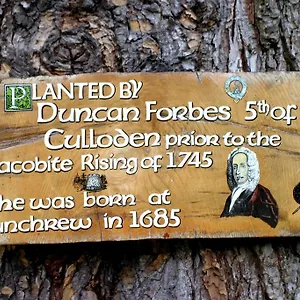 PLANTED BY
Duncan Forbes 5th of
Culloden prior to the
acobite Rising of 1745
he was born at
unchrew in 1685